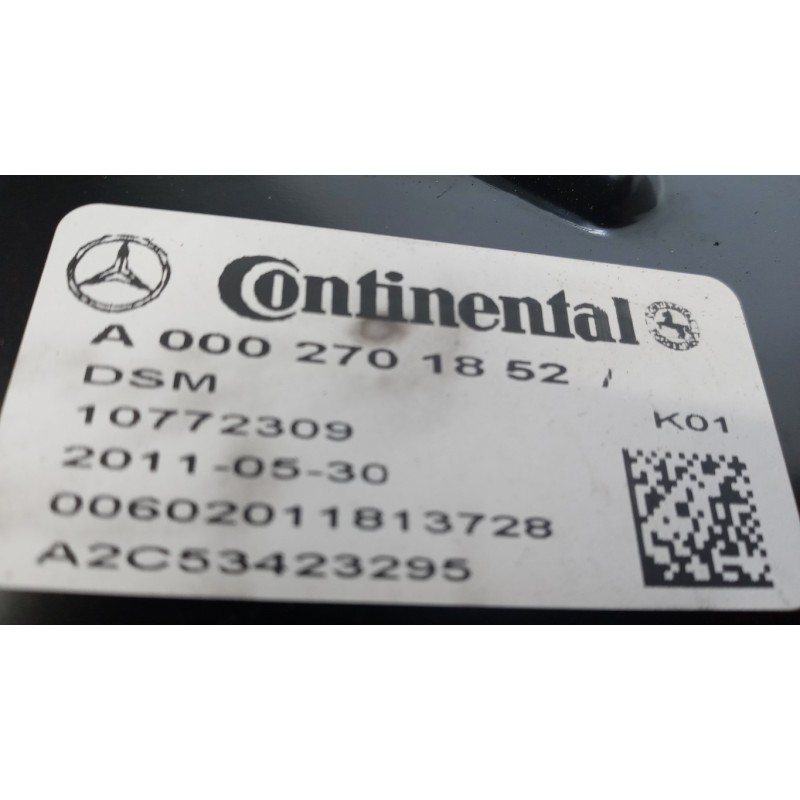 Continental
A 000 270 18 52 /
DSM
10772309
K01
2011-05-30
00602011813728
A2C53423295